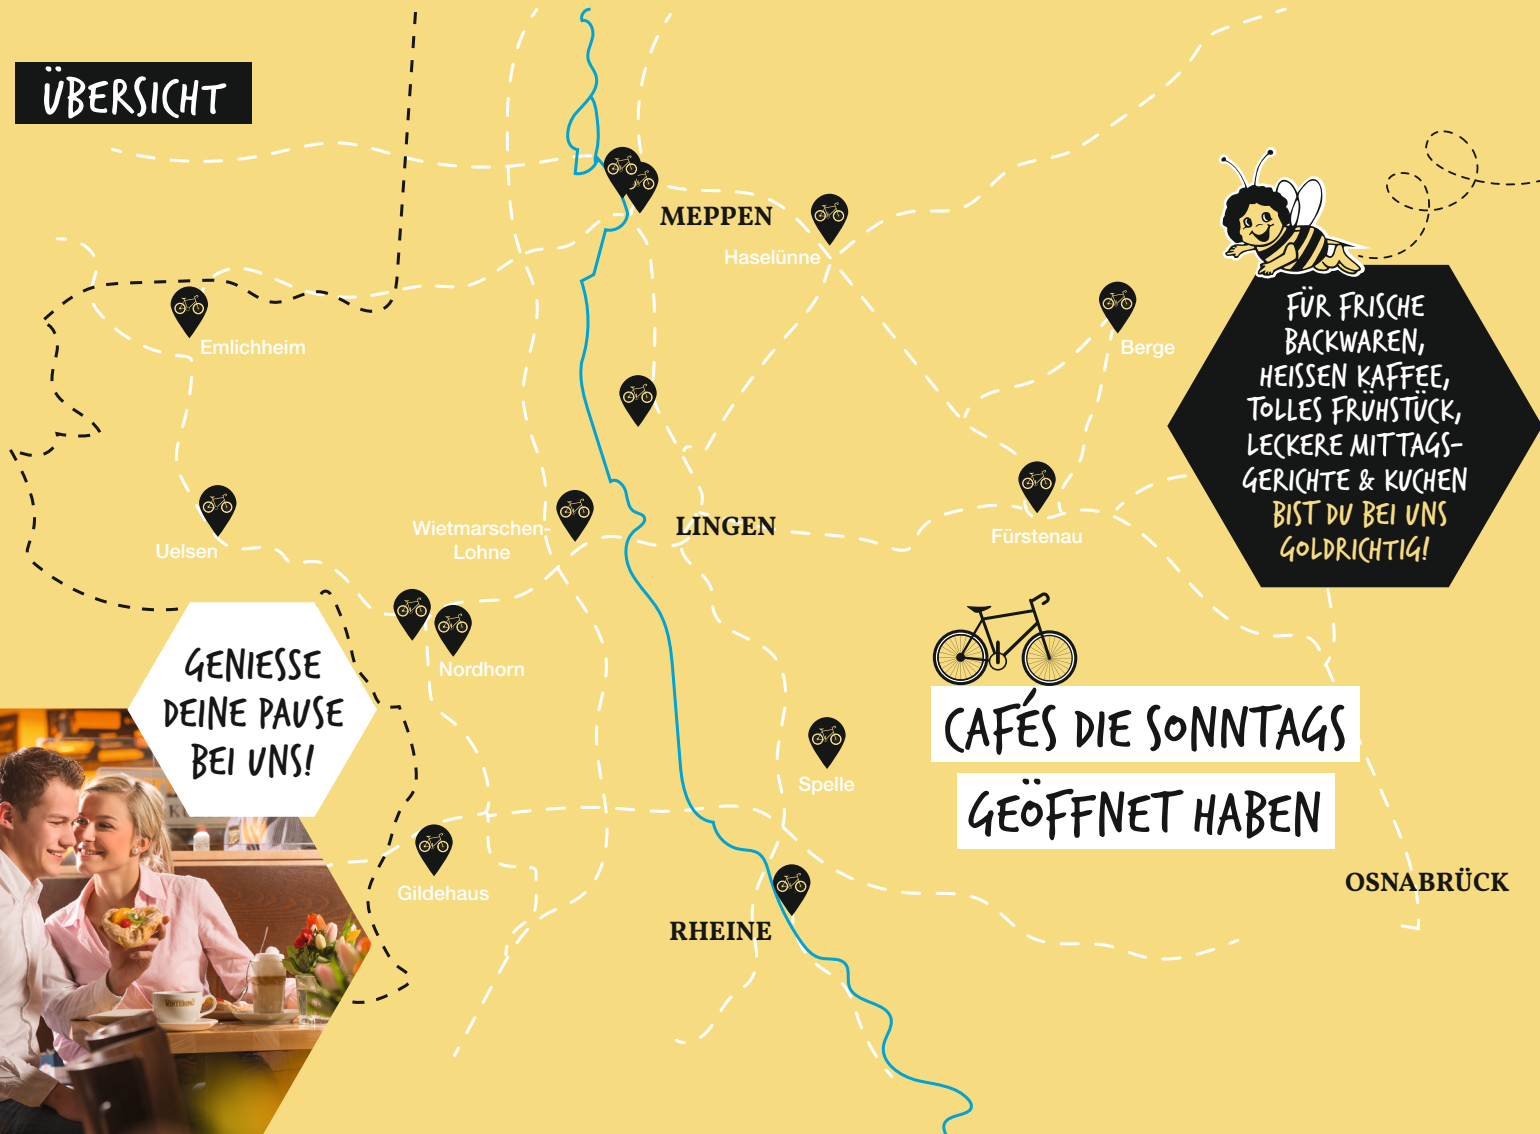 ÜBERSICHT
MEPPEN
Haselünne
Emlichheim
Berge
FÜR FRISCHE
BACKWAREN,
HEISSEN KAFFEE,
TOLLES FRÜHSTÜCK,
LECKERE MITTAGS-
GERICHTE & KUCHEN
BIST DU BEI UNS
GOLDRICHTIG!
Wietmarschen-
Lohne
LINGEN
Fürstenau
Uelsen
Nordhorn
GENIESSE
DEINE PAUSE
BEI UNS!
CAFÉS DIE SONNTAGS
GEÖFFNET HABEN
Spelle
Gildehaus
RHEINE
OSNABRÜCK